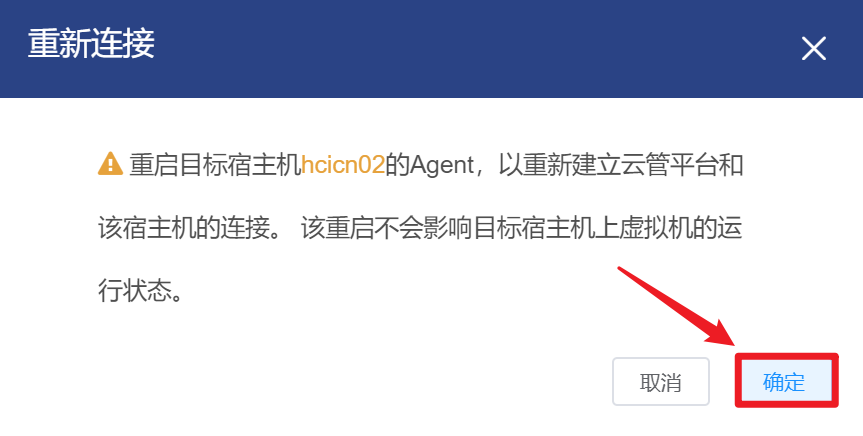 重新连接
重启目标宿主机hcicn02的Agent，以重新建立云管平台和
该宿主机的连接。 该重启不会影响目标宿主机上虚拟机的运
行状态。
取消 确定